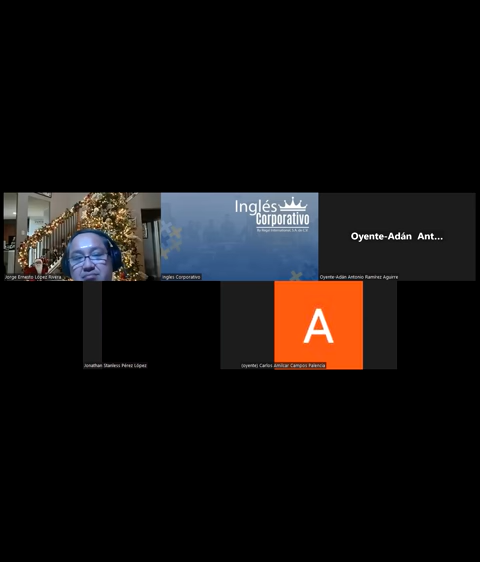 Inglés
Corporativo
Oyente-Adán Ant...
Jorge Ernesto López Rivera
Inglés Corporativo
Oyente-Adán Antonio Ramírez Aguirre
A
Jonathan Stanless Pérez López
(oyente) Carlos Amilcar Campos Palencia